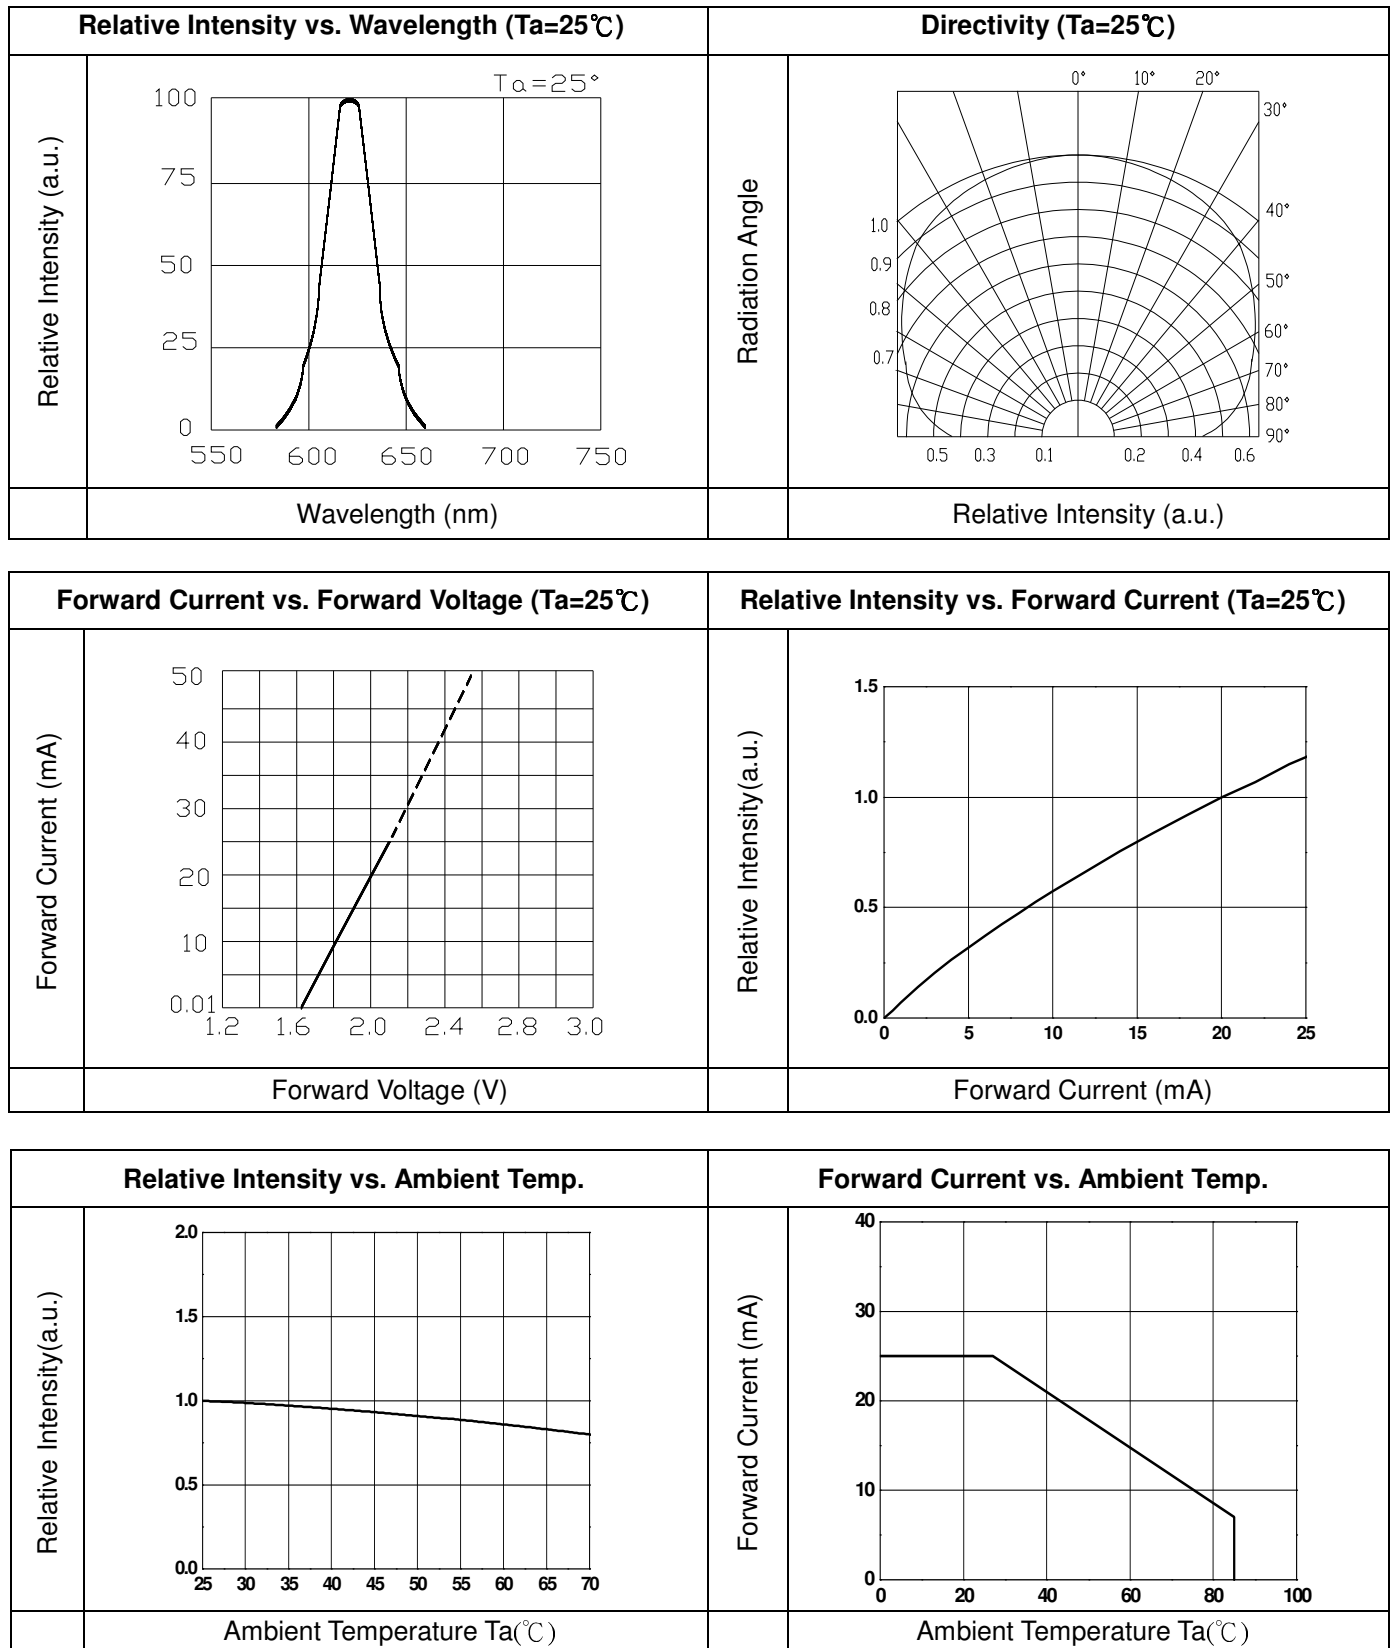 Relative Intensity vs. Wavelength (Ta=25℃)
Directivity (Ta=25℃)
Relative Intensity (a.u.)
Ta=25°
100
75
50
25
0
550 600 650 700 750
Wavelength (nm)
Radiation Angle
0° 10° 20°
30°
40°
50°
60°
70°
80°
90°
1.0
0.9
0.8
0.7
0.5 0.3 0.1 0.2 0.4 0.6
Relative Intensity (a.u.)
Forward Current vs. Forward Voltage (Ta=25℃)
Relative Intensity vs. Forward Current (Ta=25℃)
Forward Current (mA)
50
40
30
20
10
0.01
1.2 1.6 2.0 2.4 2.8 3.0
Forward Voltage (V)
Relative Intensity(a.u.)
1.5
1.0
0.5
0.0
0 5 10 15 20 25
Forward Current (mA)
Relative Intensity vs. Ambient Temp.
Forward Current vs. Ambient Temp.
Relative Intensity(a.u.)
2.0
1.5
1.0
0.5
0.0
25 30 35 40 45 50 55 60 65 70
Ambient Temperature Ta(℃)
Forward Current (mA)
40
30
20
10
0
0 20 40 60 80 100
Ambient Temperature Ta(℃)